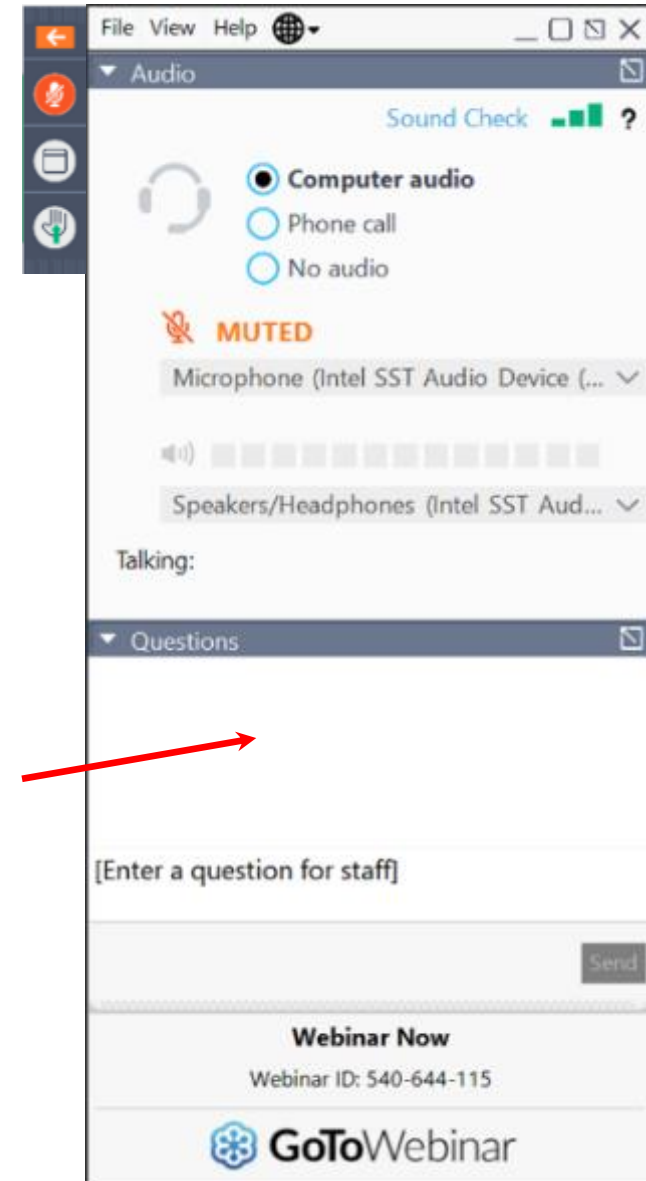 File View Help
Audio
Sound Check ?
Computer audio
Phone call
No audio
MUTED
Microphone (Intel SST Audio Device (...
Speakers/Headphones (Intel SST Aud...
Talking:
Questions
[Enter a question for staff]
Send
Webinar Now
Webinar ID: 540-644-115
GoToWebinar